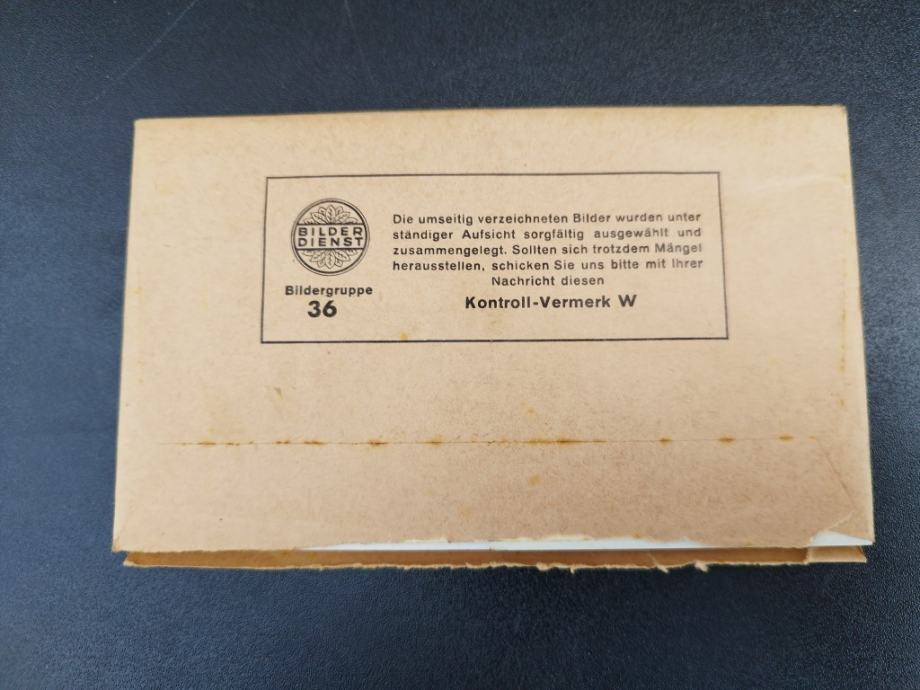 BILDER
DIENST
Bildergruppe
36
Die umseitig verzeichneten Bilder wurden unter
ständiger Aufsicht sorgfältig ausgewählt und
zusammengelegt. Sollten sich trotzdem Mängel
herausstellen, schicken Sie uns bitte mit Ihrer
Nachricht diesen
Kontroll-Vermerk W